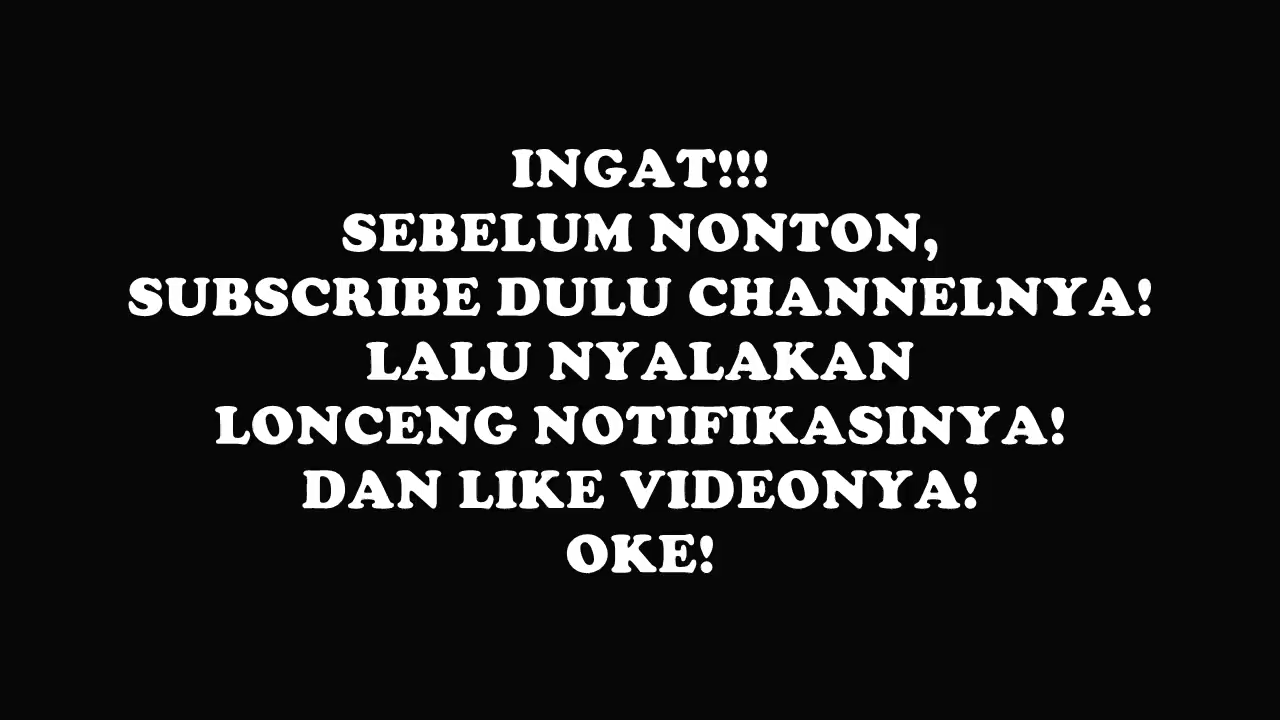 INGAT!!!
SEBELUM NONTON,
SUBSCRIBE DULU CHANNELNYA!
LALU NYALAKAN
LONCENG NOTIFIKASINYA!
DAN LIKE VIDEONYA!
OKE!